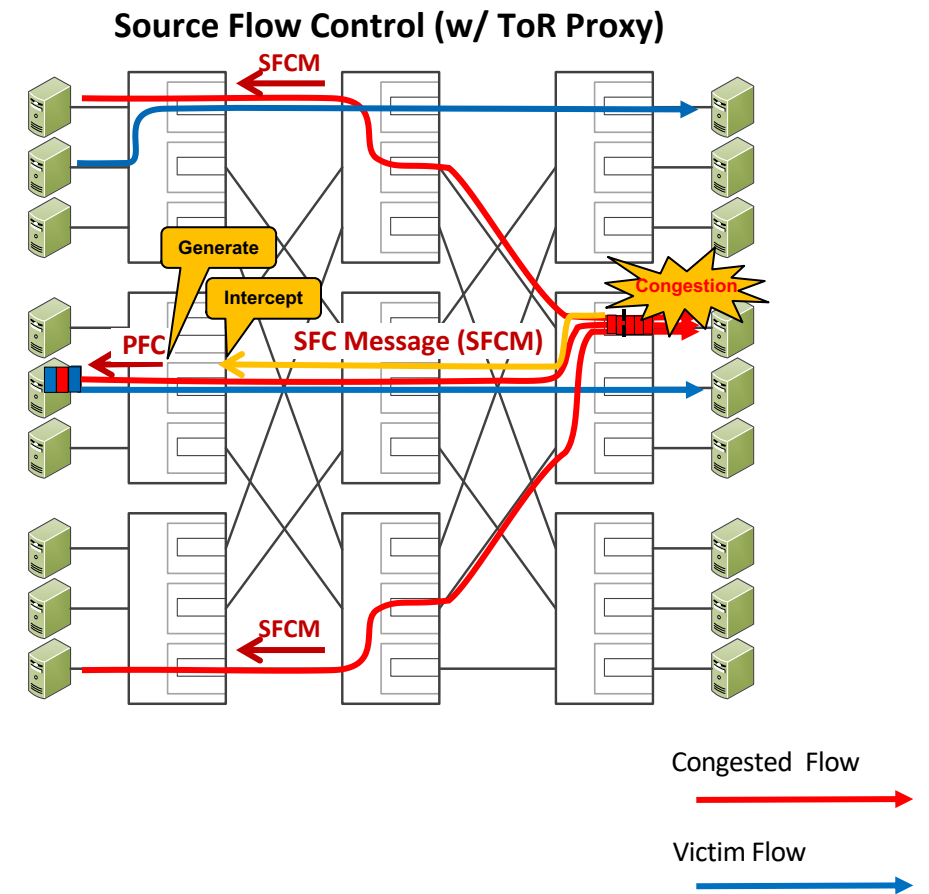 Source Flow Control (w/ ToR Proxy)
SFCM
Generate
Intercept
Congestion
PFC
SFC Message (SFCM)
SFCM
Congested Flow
Victim Flow